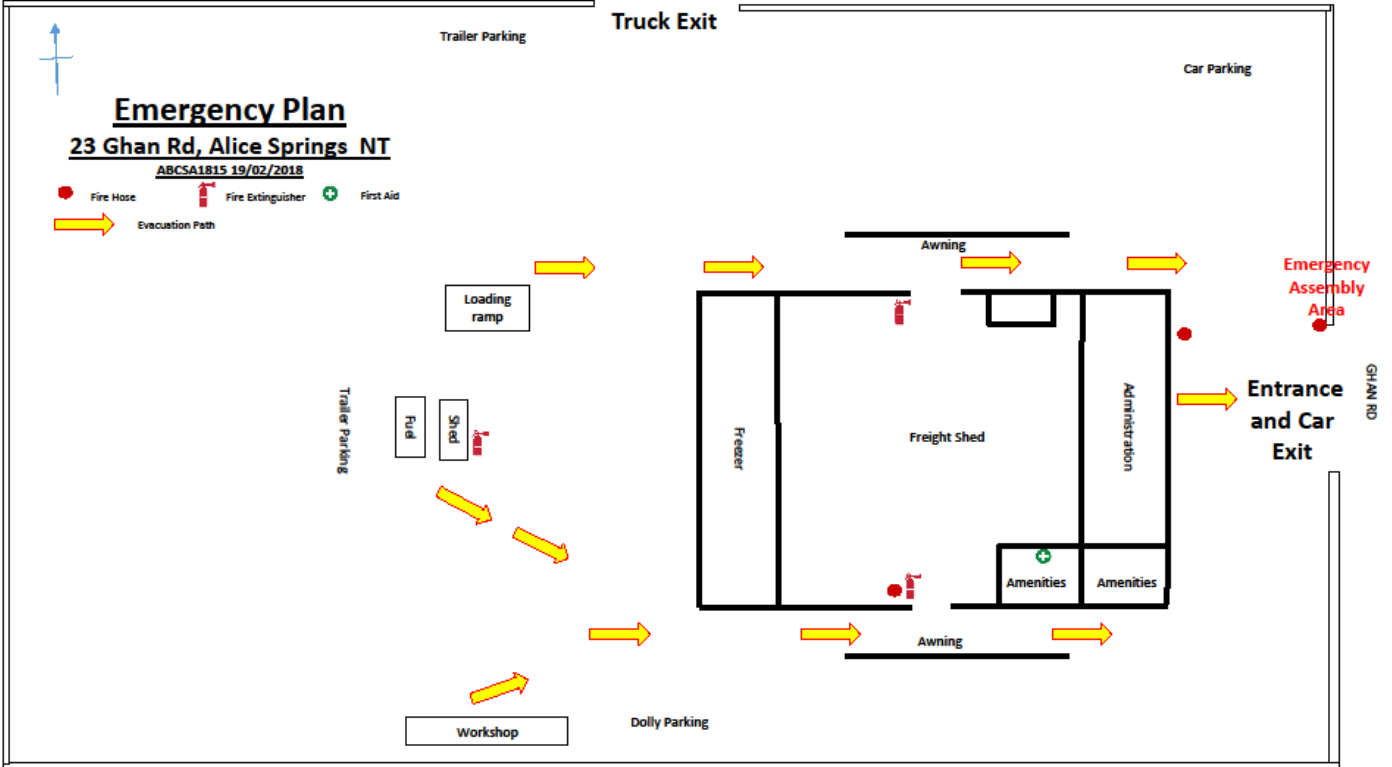 Truck Exit
Trailer Parking
Car Parking
Emergency Plan
23 Ghan Rd, Alice Springs NT
ABCSA1815 19/02/2018
Fire Hose
Fire Extinguisher
First Aid
Evacuation Path
Awning
Emergency
Assembly
Area
Loading
ramp
Trailer Parking
Fuel
Shed
Freezer
Freight Shed
Administration
Entrance
and Car
Exit
GHAN RD
Amenities
Amenities
Awning
Workshop
Dolly Parking